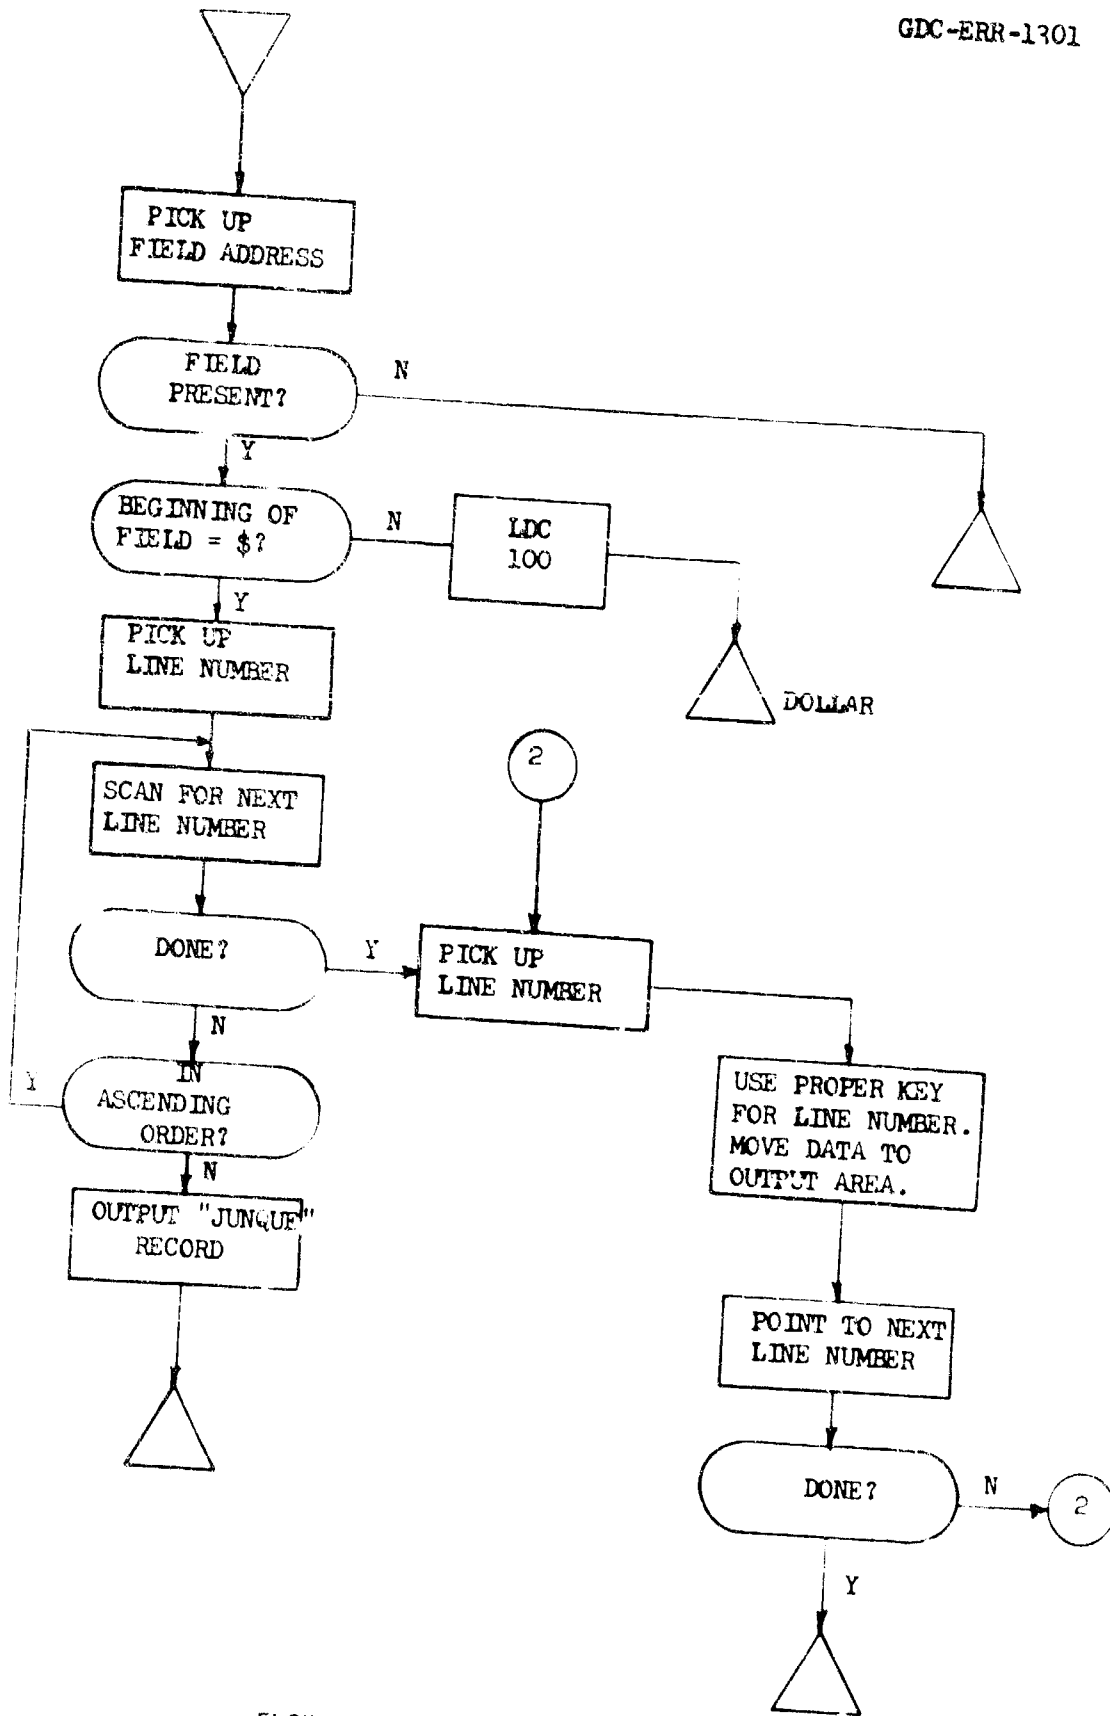 GDC-ERR-1301
PICK UP
FIELD ADDRESS
FIELD
PRESENT?
N
Y
BEGINNING OF
FIELD = $?
N
LDC
100
Y
DOLLAR
PICK UP
LINE NUMBER
SCAN FOR NEXT
LINE NUMBER
2
DONE?
Y
PICK UP
LINE NUMBER
N
Y
IN
ASCENDING
ORDER?
USE PROPER KEY
FOR LINE NUMBER.
MOVE DATA TO
OUTPUT AREA.
N
OUTPUT "JUNQUE"
RECORD
POINT TO NEXT
LINE NUMBER
DONE?
N
2
Y